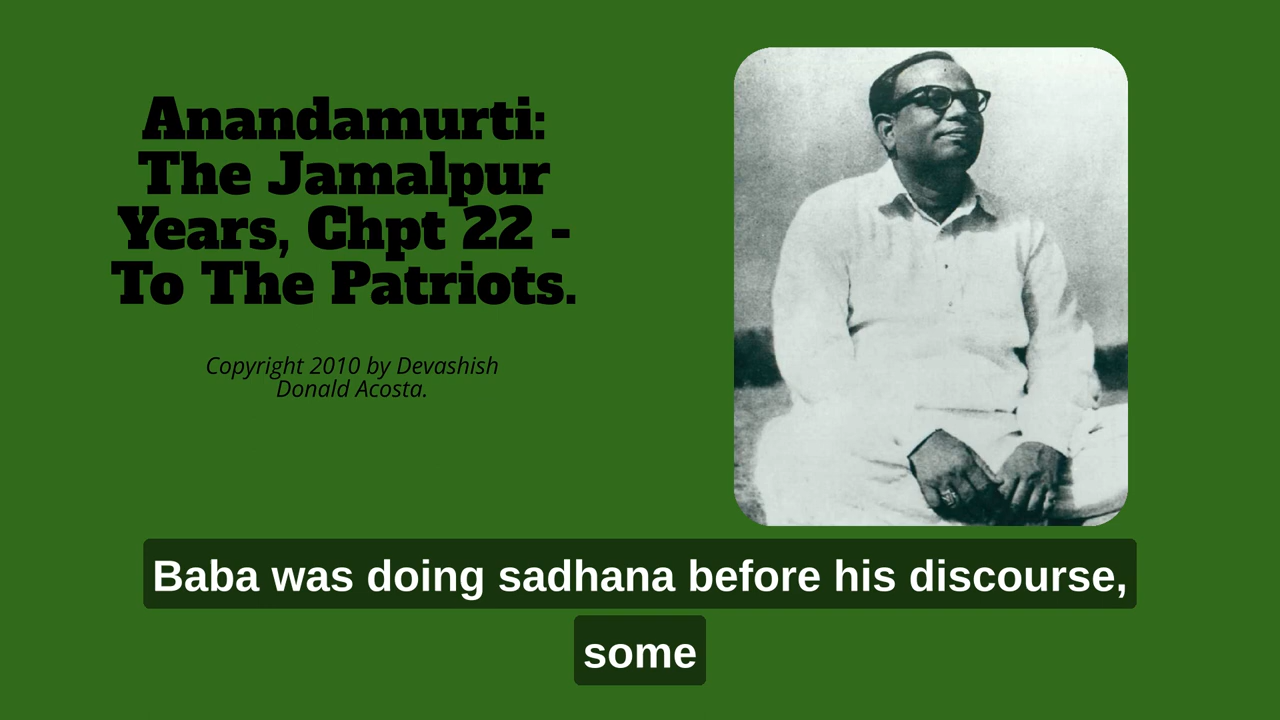 Anandamurti:
The Jamalpur
Years, Chpt 22 -
To The Patriots.
Copyright 2010 by Devashish
Donald Acosta.
Baba was doing sadhana before his discourse,
some